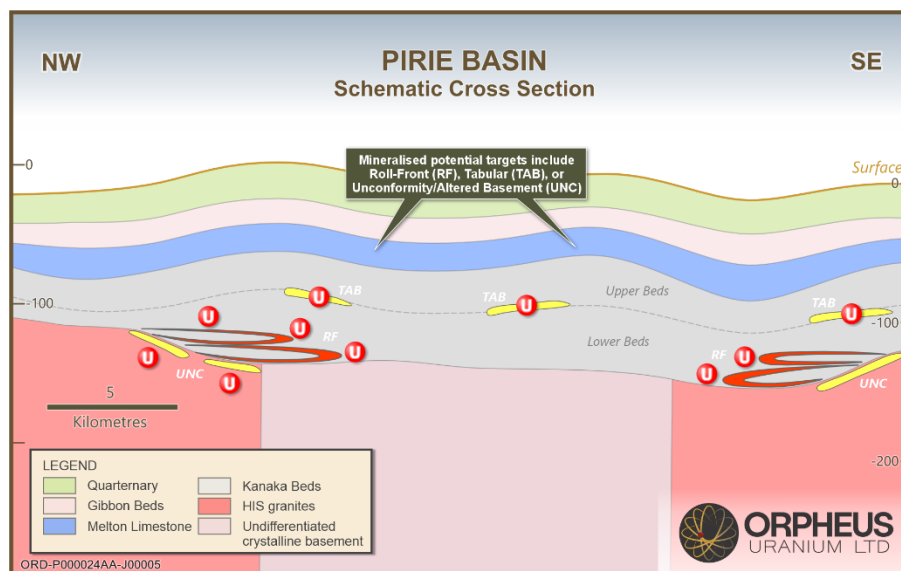 NW
PIRIE BASIN
SE
Schematic Cross Section
Mineralised potential targets include
Roll-Front (RF), Tabular (TAB), or
Unconformity/Altered Basement (UNC)
0
Surface
0
Upper Beds
TAB
U
TAB
U
TAB
U
-100
-100
U
U
RF
U
Lower Beds
RF
U
U
U
UNC
U
UNC
5
Kilometres
-200
LEGEND
Quarternary
Kanaka Beds
Gibbon Beds
HIS granites
Melton Limestone
Undifferentiated
crystalline basement
ORPHEUS
URANIUM LTD
ORD-P000024AA-J00005